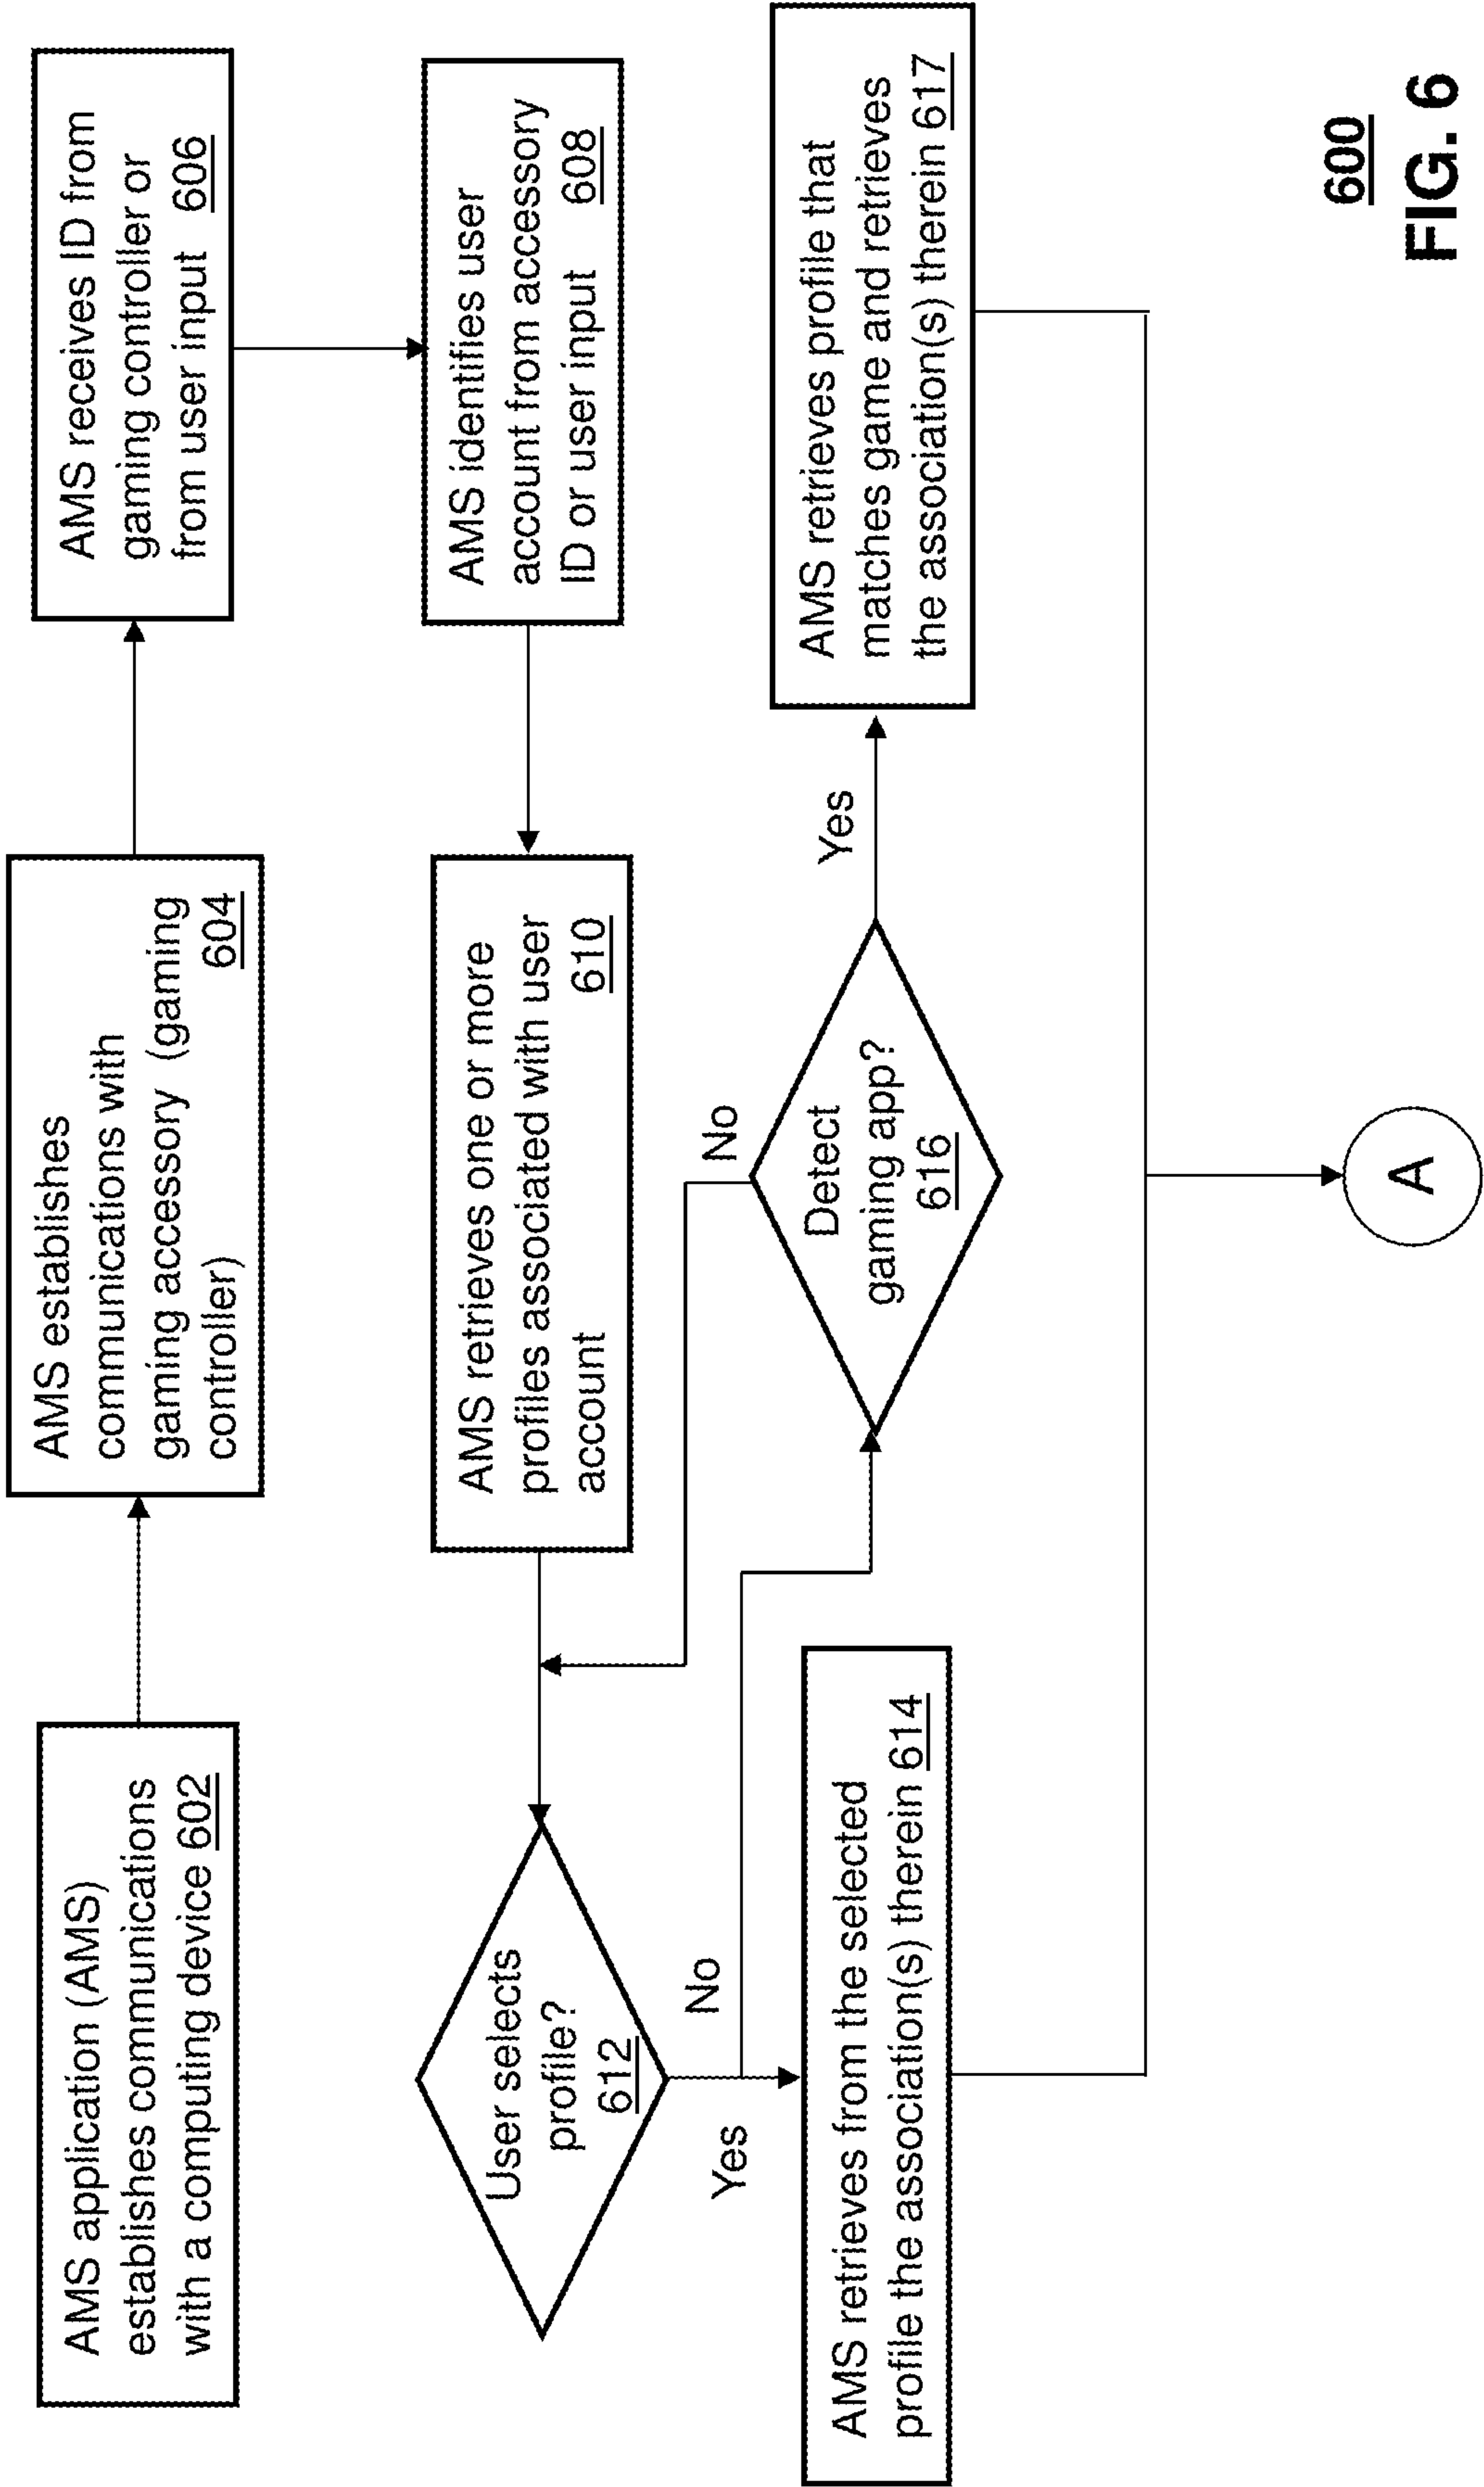 AMS application (AMS)
establishes communications
with a computing device 602
AMS establishes
communications with
gaming accessory (gaming
controller) 604
AMS receives ID from
gaming controller or
from user input 606
AMS identifies user
account from accessory
ID or user input 608
AMS retrieves one or more
profiles associated with user
account 610
User selects
profile?
612
No
Yes
AMS retrieves from the selected
profile the association(s) therein 614
Detect
gaming app?
616
No
Yes
AMS retrieves profile that
matches game and retrieves
the association(s) therein 617
A
600
FIG. 6